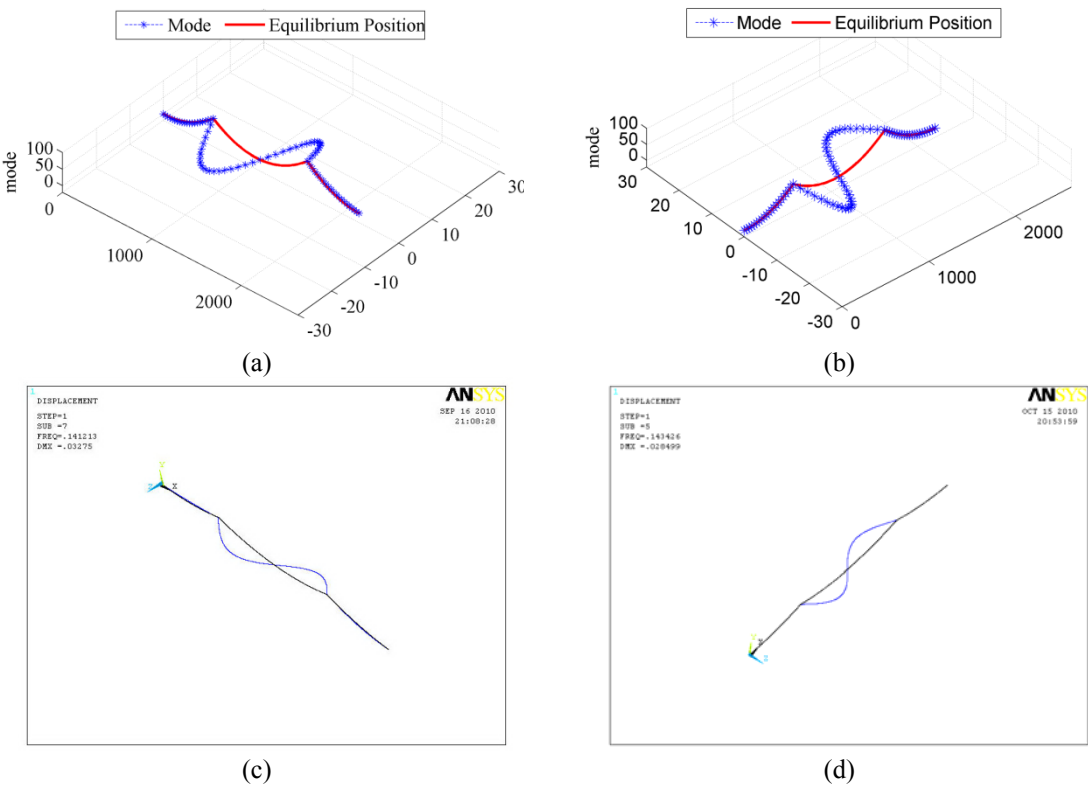 Mode Equilibrium Position
mode
100
50
0
0
1000
2000
-30
-20
-10
0
10
20
30
(a)
Mode Equilibrium Position
mode
100
50
0
30
20
10
0
-10
-20
-30
0
1000
2000
(b)
1
DISPLACEMENT
STEP=1
SUB =7
FREQ=.141213
DMX =.03275
ANSYS
SEP 16 2010
21:08:28
Y
Z X
(c)
1
DISPLACEMENT
STEP=1
SUB =5
FREQ=.143426
DMX =.028499
ANSYS
OCT 15 2010
20:53:59
Y
X
Z
(d)